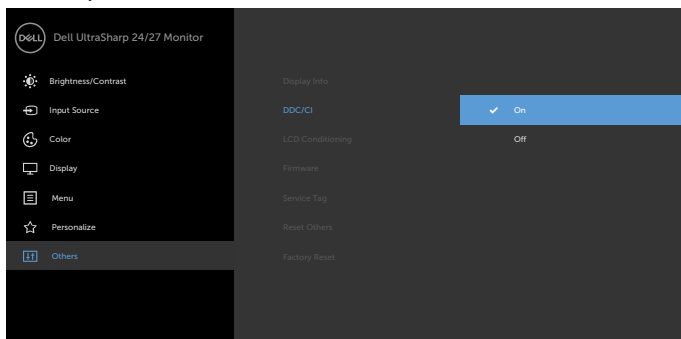 DELL
Dell UltraSharp 24/27 Monitor
Brightness/Contrast
Display Info
Input Source
DDC/CI
On
Color
LCD Conditioning
Off
Display
Firmware
Menu
Service Tag
Personalize
Reset Others
Others
Factory Reset